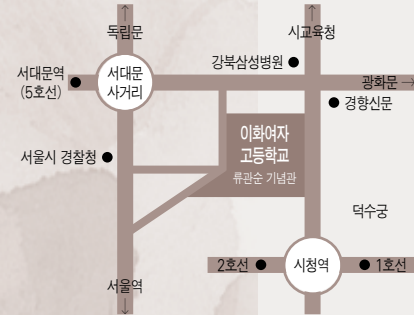 ↑
독립문
↑
시교육청
서대문역
(5호선)
서대문
사거리
강북삼성병원
광화문 →
경향신문
이화여자
고등학교
류관순 기념관
서울시 경찰청
덕수궁
2호선
시청역
1호선
서울역
↓